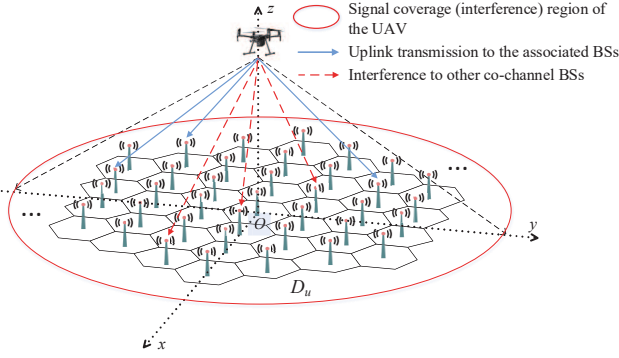 z
Signal coverage (interference) region of
the UAV
Uplink transmission to the associated BSs
Interference to other co-channel BSs
...
...
O
y
D_u
x